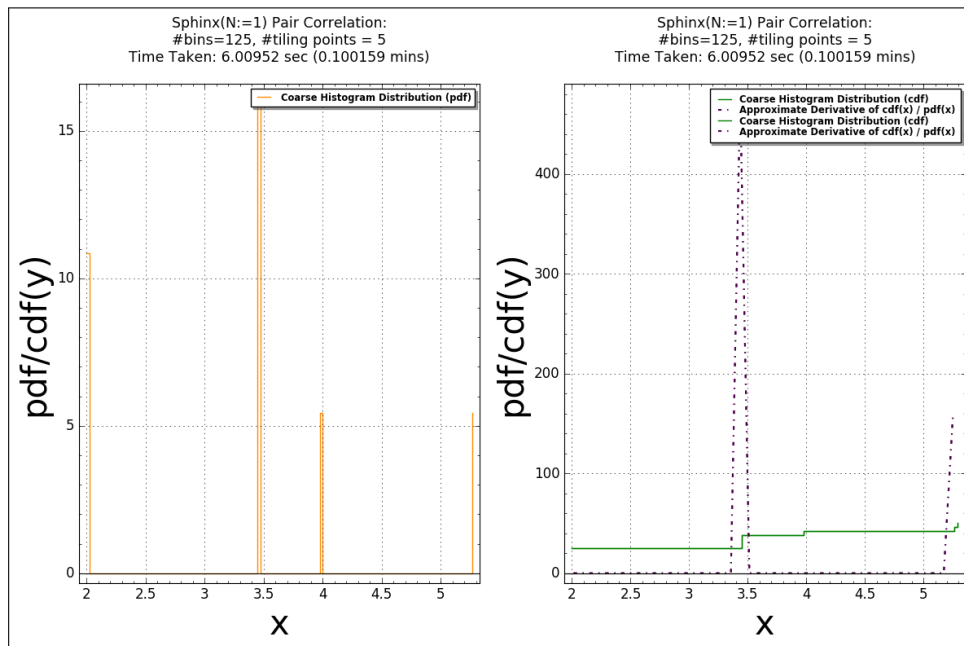 Sphinx(N:=1) Pair Correlation:
#bins=125, #tiling points = 5
Time Taken: 6.00952 sec (0.100159 mins)
Coarse Histogram Distribution (pdf)
pdf/cdf(y)
15
10
5
0
2
2.5
3
3.5
4
4.5
5
x
Sphinx(N:=1) Pair Correlation:
#bins=125, #tiling points = 5
Time Taken: 6.00952 sec (0.100159 mins)
Coarse Histogram Distribution (cdf)
Approximate Derivative of cdf(x) / pdf(x)
Coarse Histogram Distribution (cdf)
Approximate Derivative of cdf(x) / pdf(x)
pdf/cdf(y)
400
300
200
100
0
2
2.5
3
3.5
4
4.5
5
x